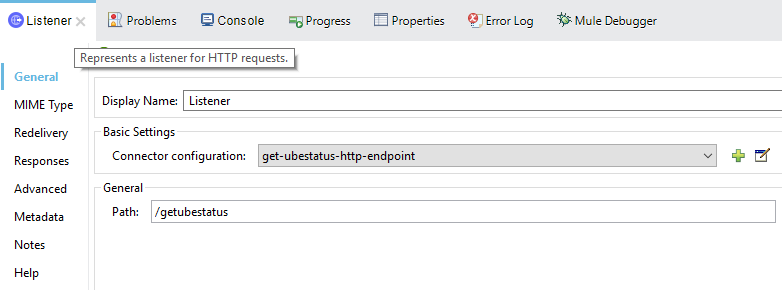 Listener Problems Console Progress Properties Error Log Mule Debugger
Represents a listener for HTTP requests.
General
MIME Type
Redelivery
Responses
Advanced
Metadata
Notes
Help
Display Name: Listener
Basic Settings
Connector configuration: get-ubestatus-http-endpoint
General
Path: /getubestatus